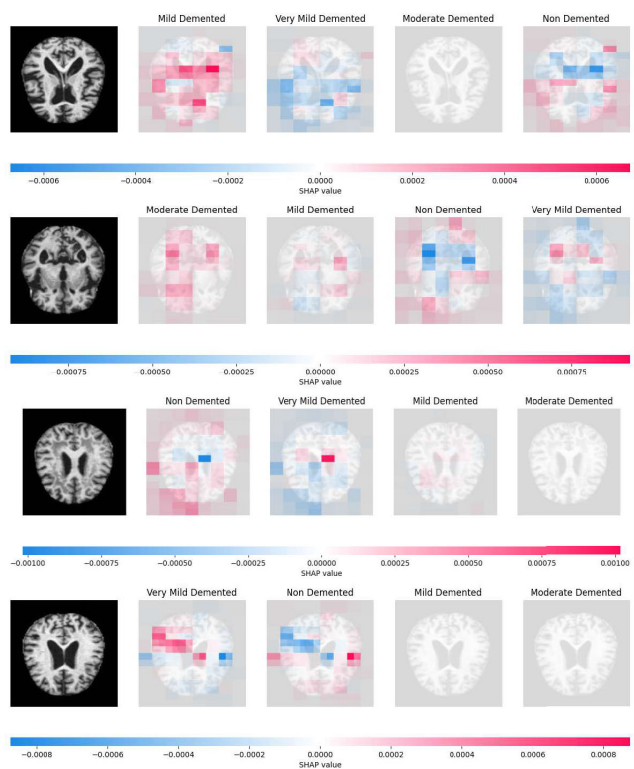 Mild Demented Very Mild Demented Moderate Demented Non Demented
−0.0006 −0.0004 −0.0002 0.0000 0.0002 0.0004 0.0006
SHAP value
Moderate Demented Mild Demented Non Demented Very Mild Demented
−0.00075 −0.00050 −0.00025 0.00000 0.00025 0.00050 0.00075
SHAP value
Non Demented Very Mild Demented Mild Demented Moderate Demented
−0.00100 −0.00075 −0.00050 −0.00025 0.00000 0.00025 0.00050 0.00075 0.00100
SHAP value
Very Mild Demented Non Demented Mild Demented Moderate Demented
−0.0008 −0.0006 −0.0004 −0.0002 0.0000 0.0002 0.0004 0.0006 0.0008
SHAP value